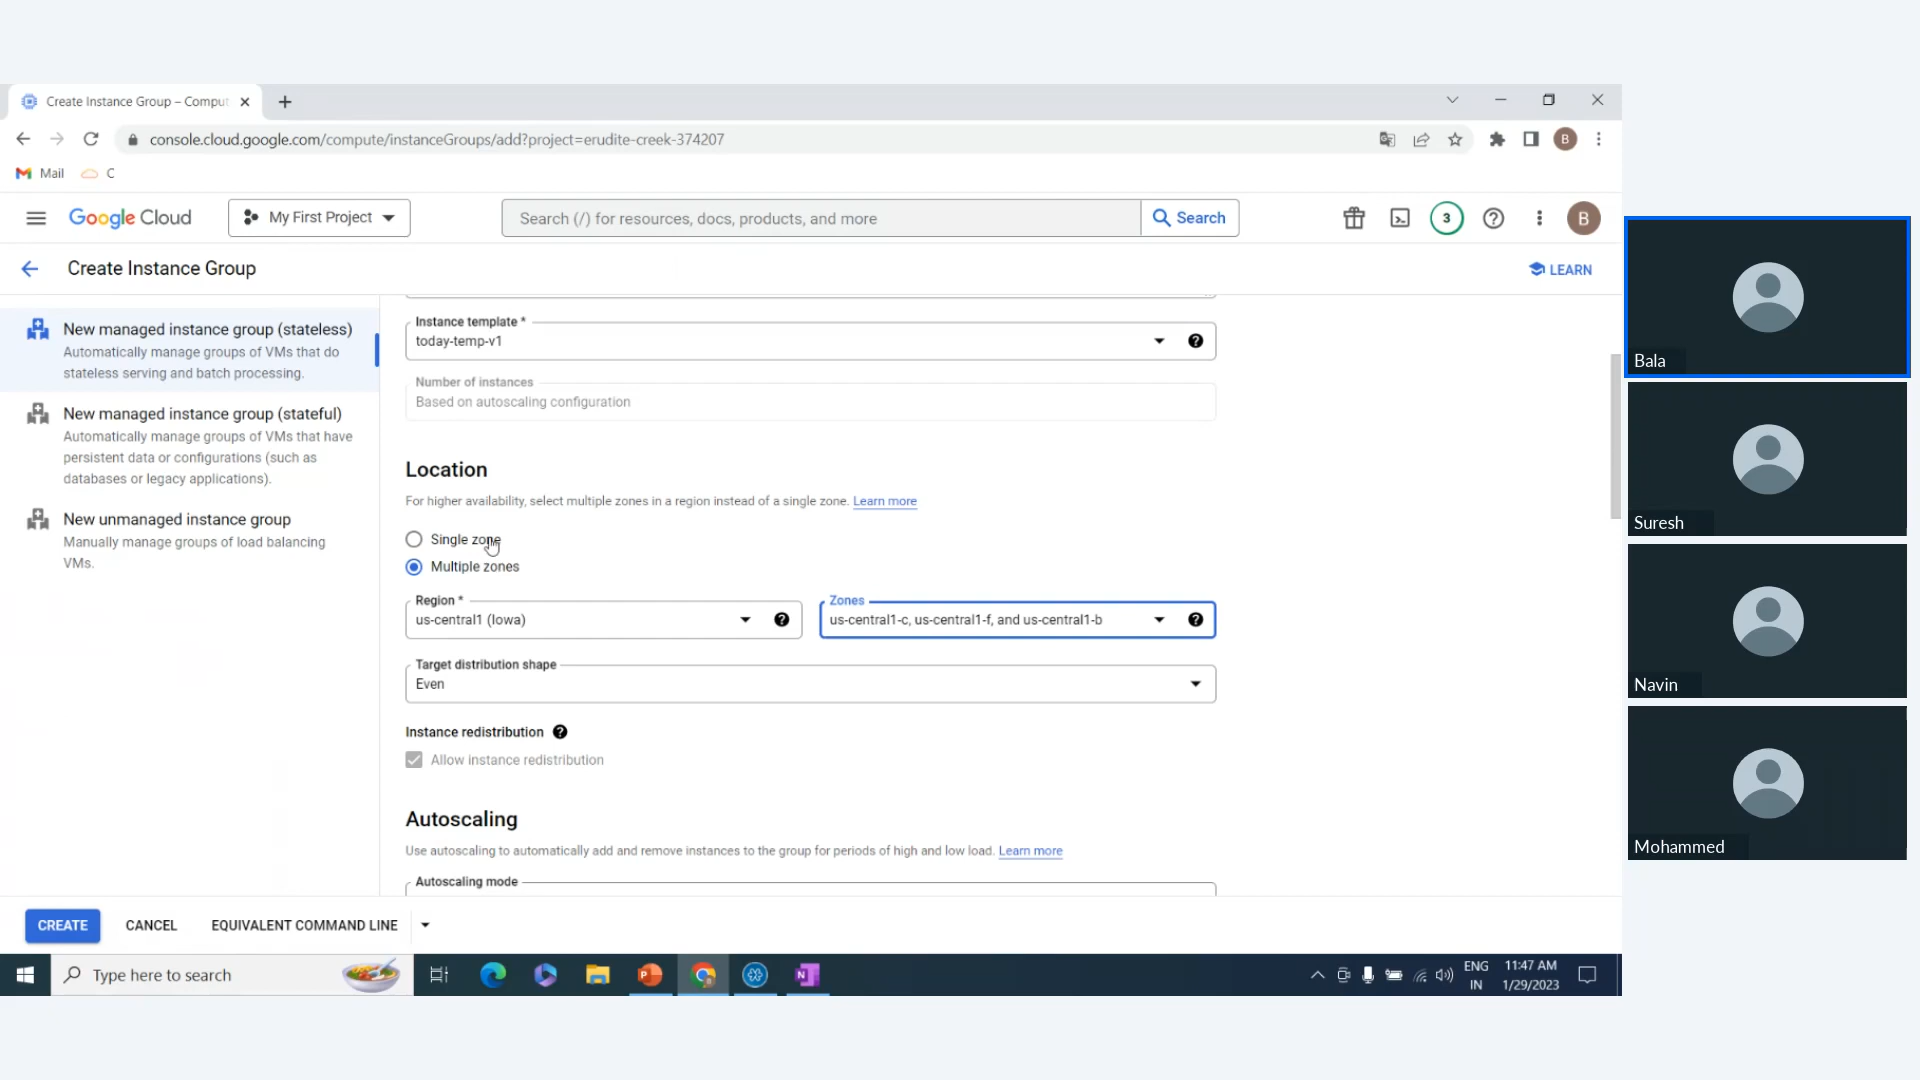 Create Instance Group – Comput
console.cloud.google.com/compute/instanceGroups/add?project=erudite-creek-374207
B
Mail
C
Google Cloud
My First Project
Search (/) for resources, docs, products, and more
Search
3
B
Create Instance Group
LEARN
New managed instance group (stateless)
Automatically manage groups of VMs that do
stateless serving and batch processing.
New managed instance group (stateful)
Automatically manage groups of VMs that have
persistent data or configurations (such as
databases or legacy applications).
New unmanaged instance group
Manually manage groups of load balancing
VMs.
Instance template *
today-temp-v1
Number of instances
Based on autoscaling configuration
Location
For higher availability, select multiple zones in a region instead of a single zone. Learn more
Single zone
Multiple zones
Region *
us-central1 (Iowa)
Zones
us-central1-c, us-central1-f, and us-central1-b
Target distribution shape
Even
Instance redistribution
Allow instance redistribution
Autoscaling
Use autoscaling to automatically add and remove instances to the group for periods of high and low load. Learn more
Autoscaling mode
CREATE
CANCEL
EQUIVALENT COMMAND LINE
Type here to search
ENG
IN
11:47 AM
1/29/2023
Bala
Suresh
Navin
Mohammed